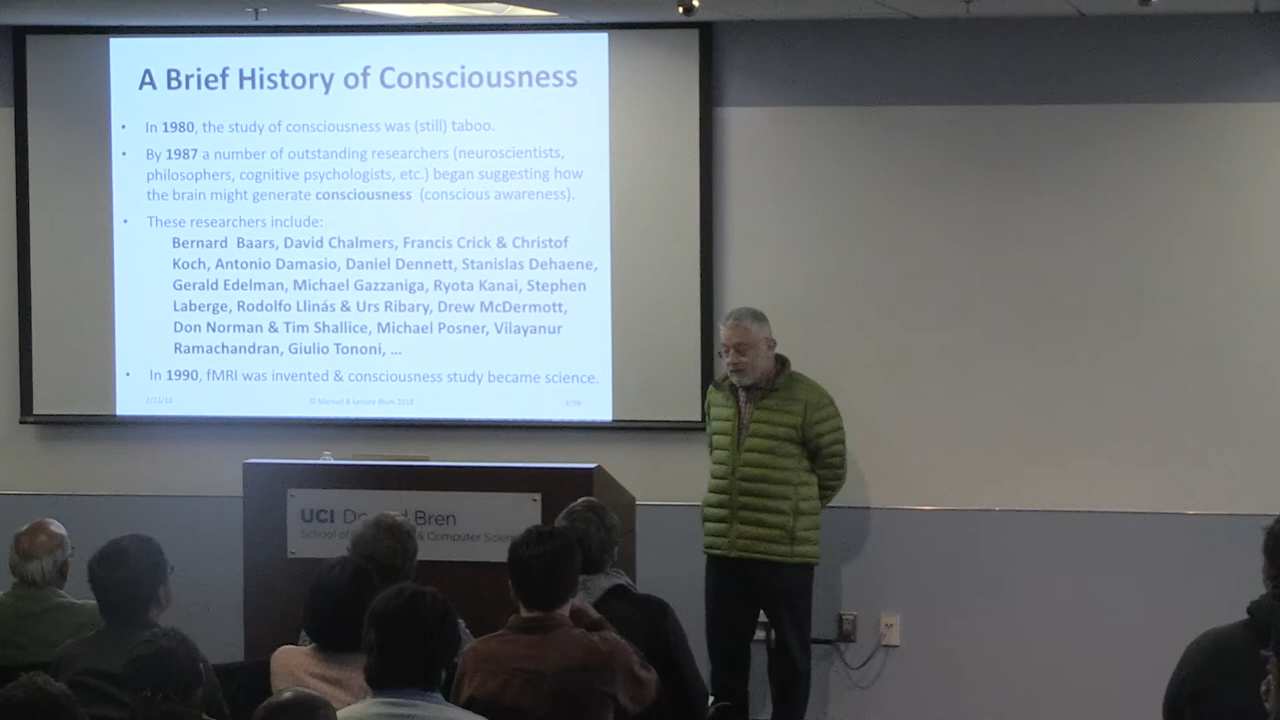 A Brief History of Consciousness
• In 1980, the study of consciousness was (still) taboo.
• By 1987 a number of outstanding researchers (neuroscientists,
philosophers, cognitive psychologists, etc.) began suggesting how
the brain might generate consciousness (conscious awareness).
• These researchers include:
Bernard Baars, David Chalmers, Francis Crick & Christof
Koch, Antonio Damasio, Daniel Dennett, Stanislas Dehaene,
Gerald Edelman, Michael Gazzaniga, Ryota Kanai, Stephen
Laberge, Rodolfo Llinás & Urs Ribary, Drew McDermott,
Don Norman & Tim Shallice, Michael Posner, Vilayanur
Ramachandran, Giulio Tononi, ...
• In 1990, fMRI was invented & consciousness study became science.
© Manuel & Lenore Blum 2018
UCI Bren
School of & Computer